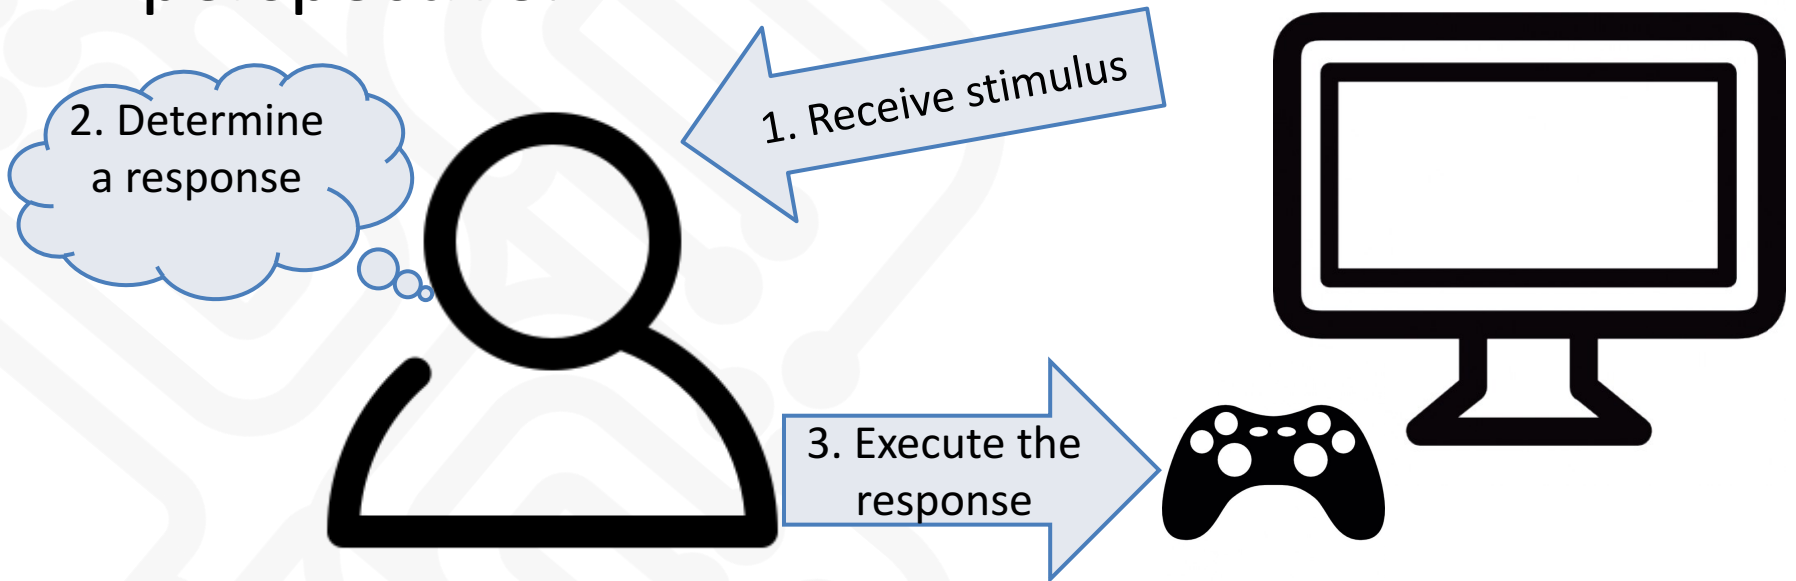 1. Receive stimulus
2. Determine
a response
3. Execute the
response